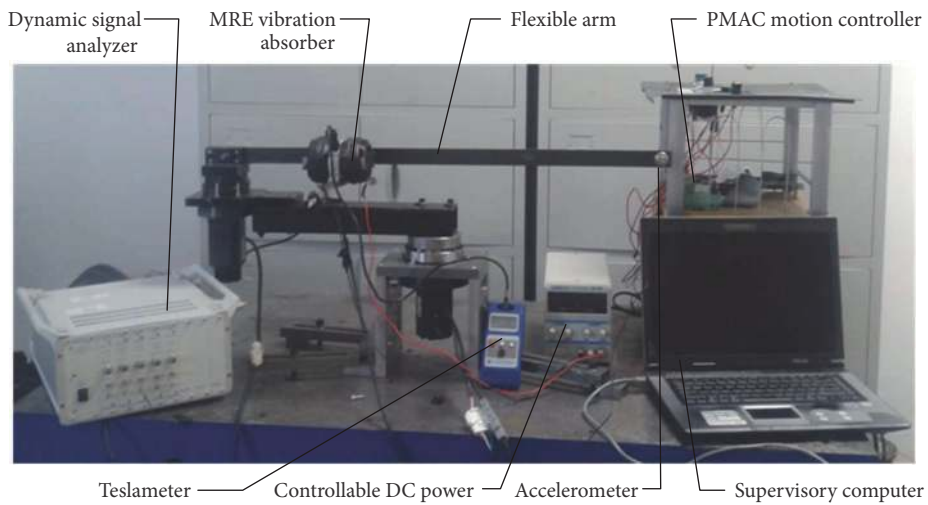 Dynamic signal
analyzer
MRE vibration
absorber
Flexible arm
PMAC motion controller
Teslameter
Controllable DC power
Accelerometer
Supervisory computer